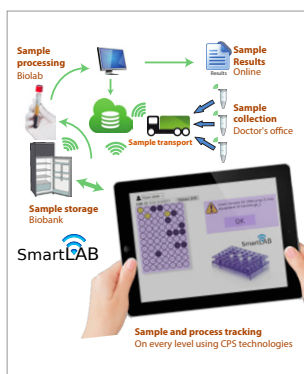 Sample
processing
Biolab
Sample
Results
Online
Results
Sample
collection
Doctor's office
Sample transport
Sample storage
Biobank
OK
SmartLAB
SmartLAB
Sample and process tracking
On every level using CPS technologies